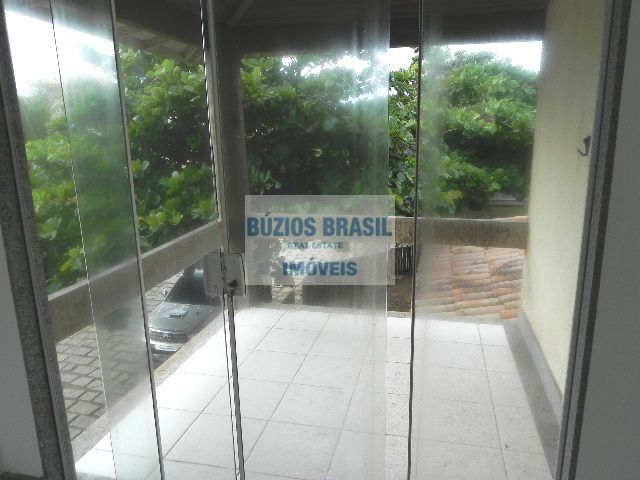 BÚZIOS BRASIL
REAL ESTATE
IMÓVEIS